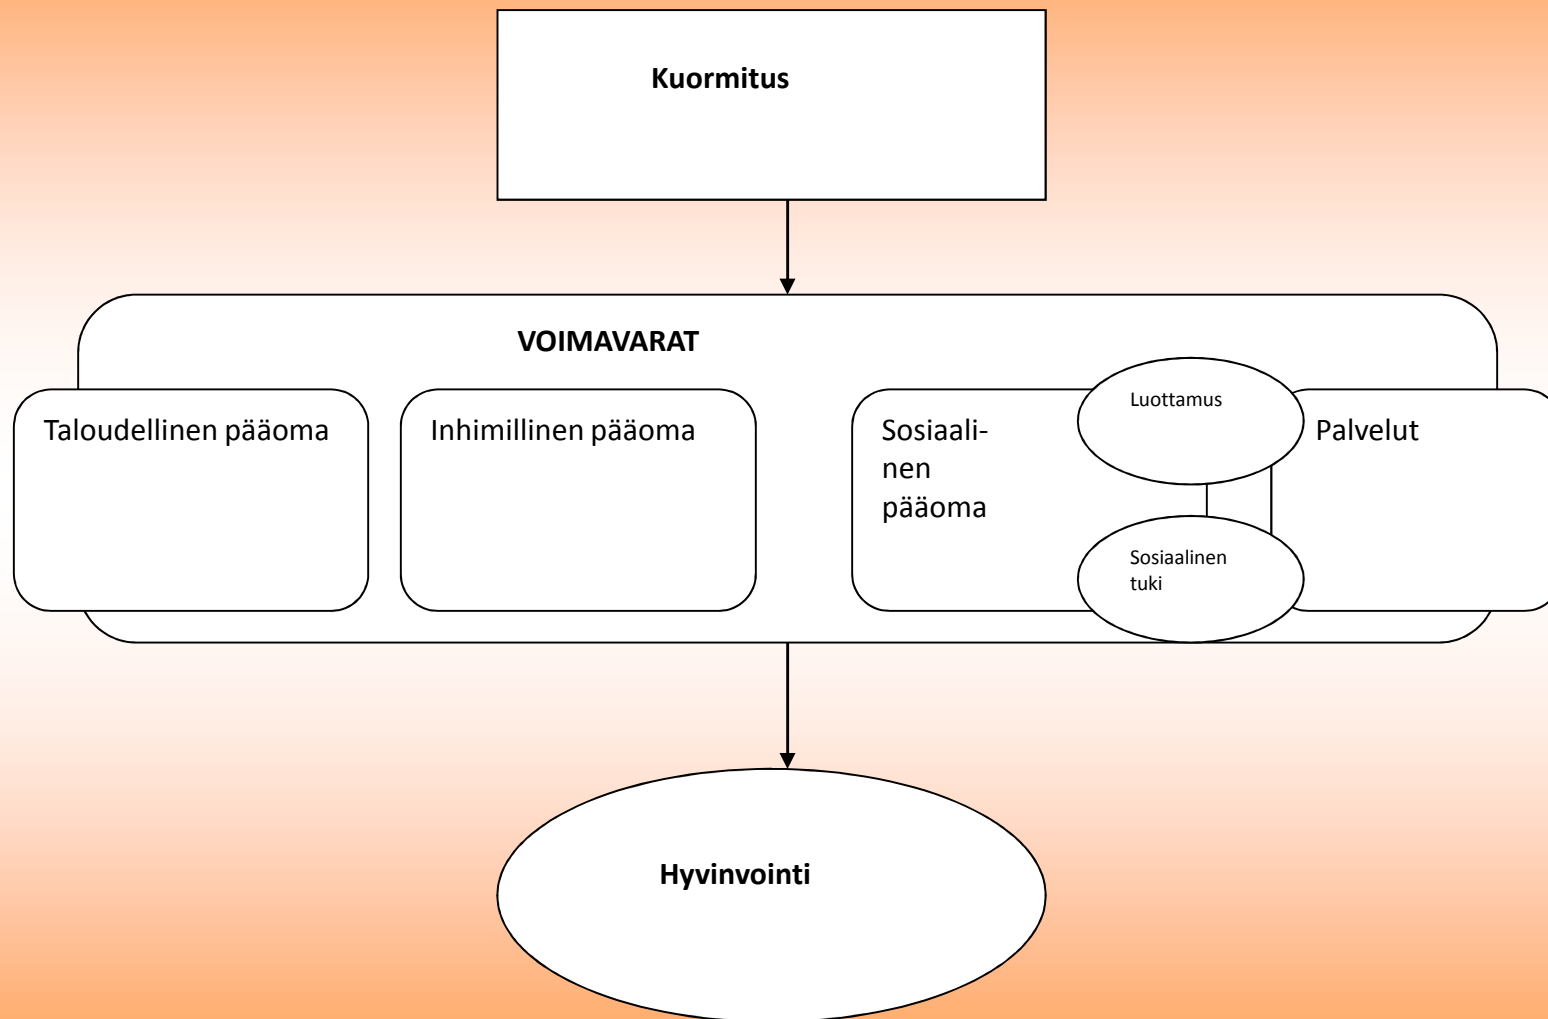 Kuormitus
VOIMAVARAT
Taloudellinen pääoma
Inhimillinen pääoma
Sosiaali-
nen
pääoma
Luottamus
Sosiaalinen
tuki
Palvelut
Hyvinvointi